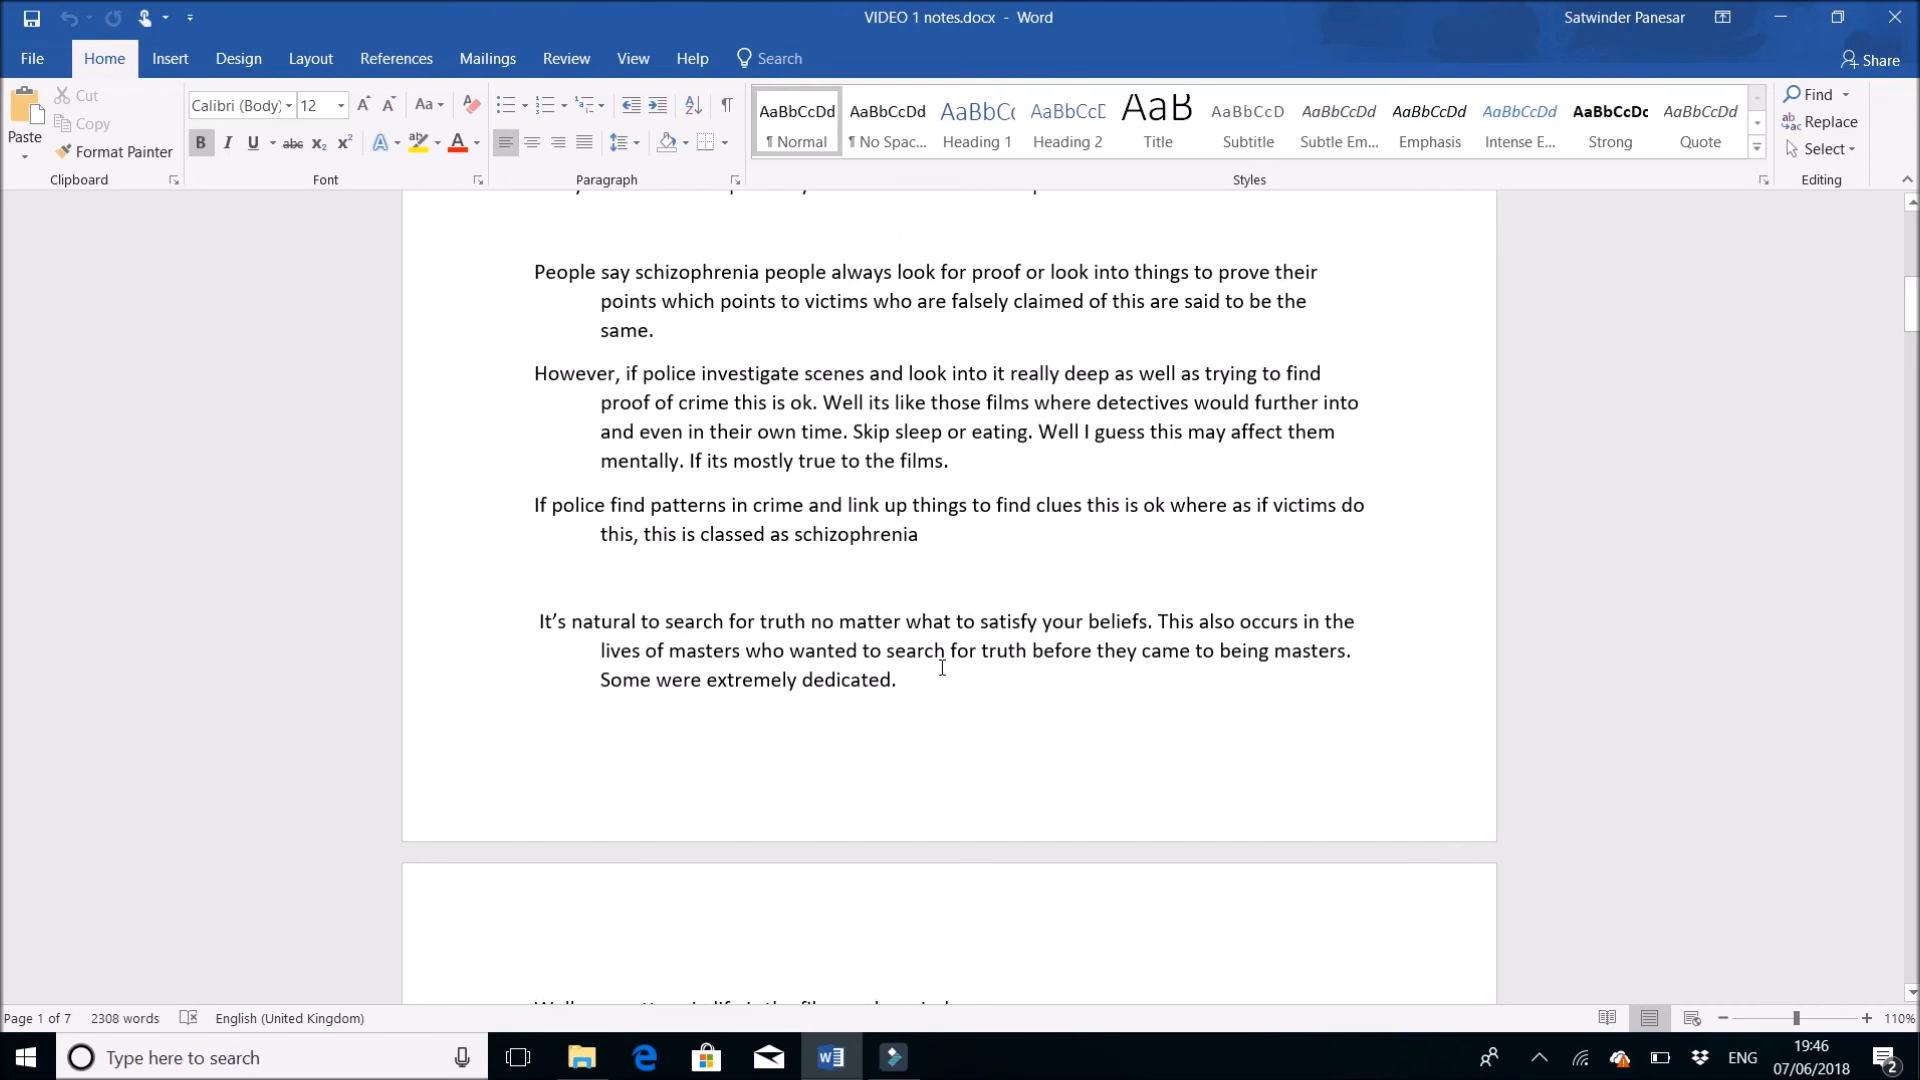 VIDEO 1 notes.docx - Word
Satwinder Panesar
File Home Insert Design Layout References Mailings Review View Help Search
Share
Paste
Cut
Copy
Format Painter
Clipboard
Calibri (Body) 12
Font
Paragraph
AaBbCcDd AaBbCcDd AaBbC AaBbCcE AaB AaBbCcD AaBbCcDd AaBbCcDd AaBbCcDd AaBbCcDc AaBbCcDd
¶ Normal ¶ No Spac... Heading 1 Heading 2 Title Subtitle Subtle Em... Emphasis Intense E... Strong Quote
Styles
Find
Replace
Select
Editing
People say schizophrenia people always look for proof or look into things to prove their
points which points to victims who are falsely claimed of this are said to be the
same.
However, if police investigate scenes and look into it really deep as well as trying to find
proof of crime this is ok. Well its like those films where detectives would further into
and even in their own time. Skip sleep or eating. Well I guess this may affect them
mentally. If its mostly true to the films.
If police find patterns in crime and link up things to find clues this is ok where as if victims do
this, this is classed as schizophrenia
It’s natural to search for truth no matter what to satisfy your beliefs. This also occurs in the
lives of masters who wanted to search for truth before they came to being masters.
Some were extremely dedicated.
Page 1 of 7 2308 words English (United Kingdom) 110%
Type here to search
ENG
19:46
07/06/2018
2